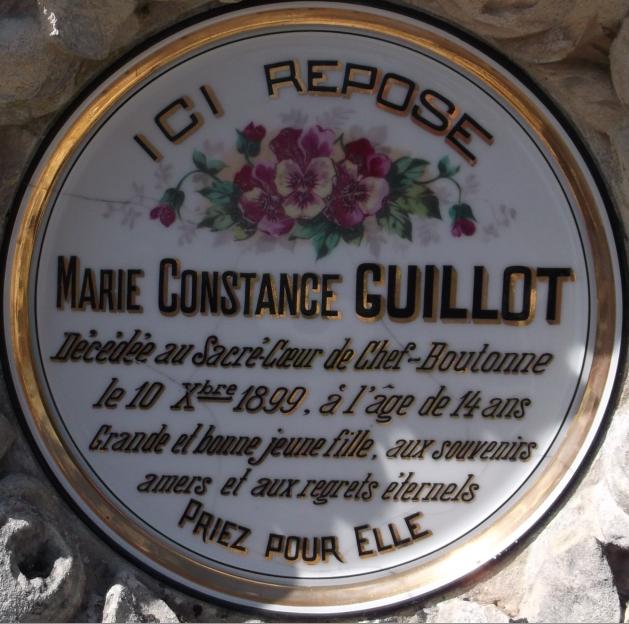 ICI REPOSE
MARIE CONSTANCE GUILLOT
Décédée au Sacré-Cœur de Chef-Boutonne
le 10 Xbre 1899, à l'âge de 14 ans
Grande et bonne jeune fille, aux souvenirs
amers et aux regrets éternels
PRIEZ POUR ELLE